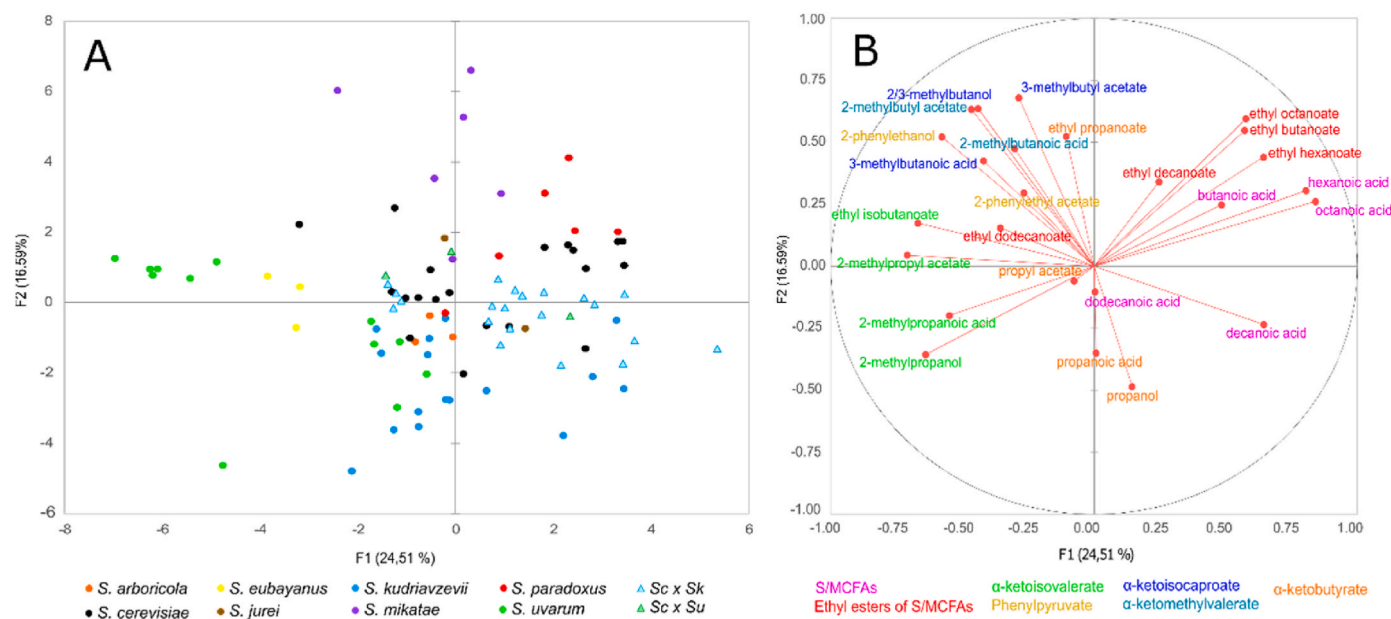 A
8
6
4
2
0
-2
-4
-6
F2 (16.59%)
-8
-6
-4
-2
0
2
4
6
F1 (24,51 %)
S. arboricola
S. eubayanus
S. kudriavzevii
S. paradoxus
Sc x Sk
S. cerevisiae
S. jurei
S. mikatae
S. uvarum
Sc x Su
B
1.00
0.75
0.50
0.25
0.00
-0.25
-0.50
-0.75
-1.00
F2 (16.59%)
2/3-methylbutanol
3-methylbutyl acetate
2-methylbutyl acetate
ethyl octanoate
ethyl propanoate
ethyl butanoate
2-phenylethanol
2-methylbutanoic acid
ethyl hexanoate
3-methylbutanoic acid
ethyl decanoate
hexanoic acid
butanoic acid
2-phenylethyl acetate
octanoic acid
ethyl isobutanoate
ethyl dodecanoate
2-methylpropyl acetate
propyl acetate
dodecanoic acid
2-methylpropanoic acid
decanoic acid
2-methylpropanol
propanoic acid
propanol
-1.00
-0.75
-0.50
-0.25
0.00
0.25
0.50
0.75
1.00
F1 (24,51 %)
S/MCFAs
α-ketoisovalerate
α-ketoisocaproate
α-ketobutyrate
Ethyl esters of S/MCFAs
Phenylpyruvate
α-ketomethylvalerate